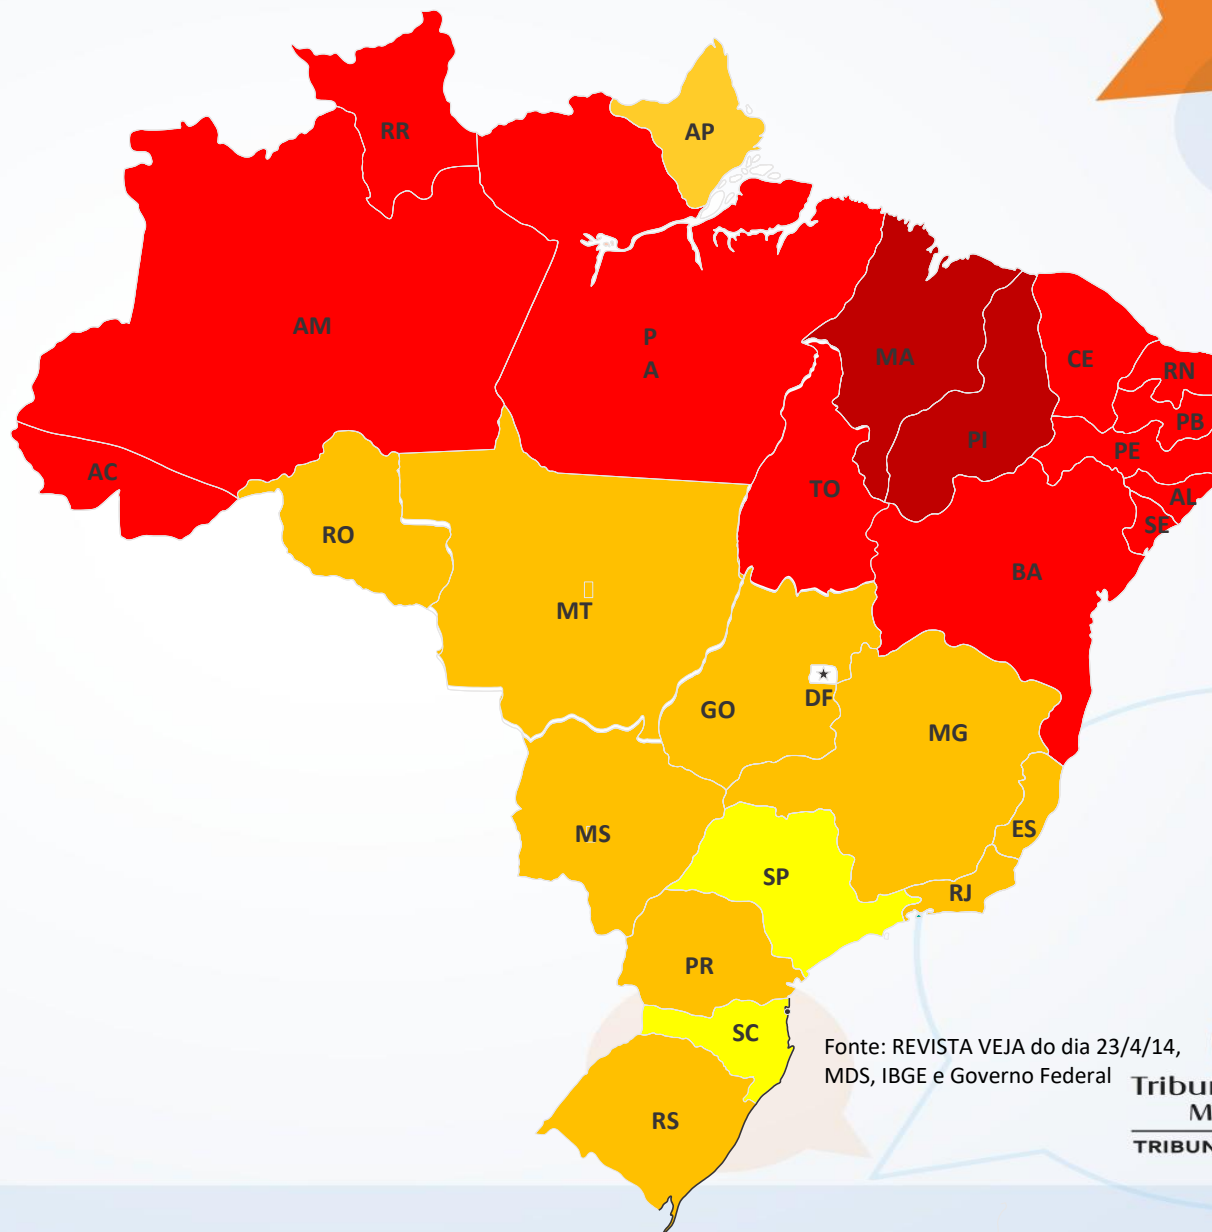 RR
AP
AM
P
A
MA
CE
RN
PB
PI
PE
AC
TO
AL
SE
RO
BA
MT
DF
GO
MG
MS
ES
SP
RJ
PR
SC
Fonte: REVISTA VEJA do dia 23/4/14,
MDS, IBGE e Governo Federal
RS